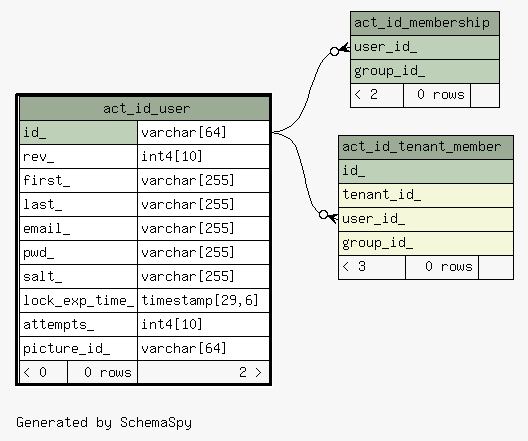 act_id_membership
user_id_
group_id_
< 2 0 rows
act_id_user
id_ varchar[64]
rev_ int4[10]
first_ varchar[255]
last_ varchar[255]
email_ varchar[255]
pwd_ varchar[255]
salt_ varchar[255]
lock_exp_time_ timestamp[29,6]
attempts_ int4[10]
picture_id_ varchar[64]
< 0 0 rows 2 >
act_id_tenant_member
id_
tenant_id_
user_id_
group_id_
< 3 0 rows
Generated by SchemaSpy